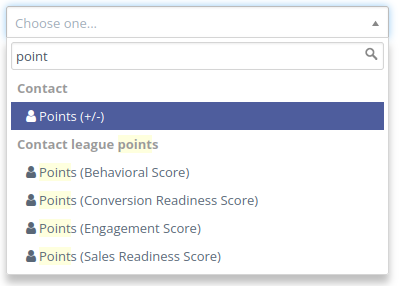 Choose one...
point
Contact
Points (+/-)
Contact league points
Points (Behavioral Score)
Points (Conversion Readiness Score)
Points (Engagement Score)
Points (Sales Readiness Score)